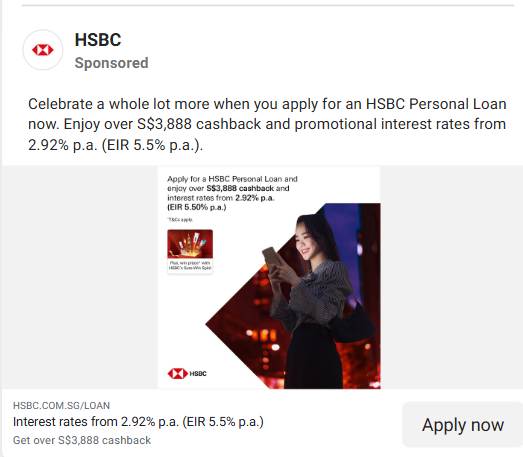 HSBC
Sponsored
Celebrate a whole lot more when you apply for an HSBC Personal Loan
now. Enjoy over S$3,888 cashback and promotional interest rates from
2.92% p.a. (EIR 5.5% p.a.).
Apply for a HSBC Personal Loan and
enjoy over S$3,888 cashback and
interest rates from 2.92% p.a.
(EIR 5.50% p.a.)
*T&Cs apply.
Plus, win prizes* with
HSBC's Sure-Win Spin!
HSBC
HSBC.COM.SG/LOAN
Interest rates from 2.92% p.a. (EIR 5.5% p.a.)
Get over S$3,888 cashback
Apply now